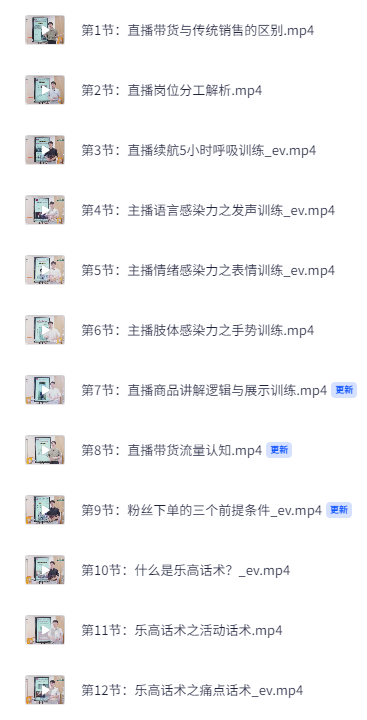 第1节：直播带货与传统销售的区别.mp4
第2节：直播岗位分工解析.mp4
第3节：直播续航5小时呼吸训练_ev.mp4
第4节：主播语言感染力之发声训练_ev.mp4
第5节：主播情绪感染力之表情训练_ev.mp4
第6节：主播肢体感染力之手势训练.mp4
第7节：直播商品讲解逻辑与展示训练.mp4 更新
第8节：直播带货流量认知.mp4 更新
第9节：粉丝下单的三个前提条件_ev.mp4 更新
第10节：什么是乐高话术？_ev.mp4
第11节：乐高话术之活动话术.mp4
第12节：乐高话术之痛点话术_ev.mp4